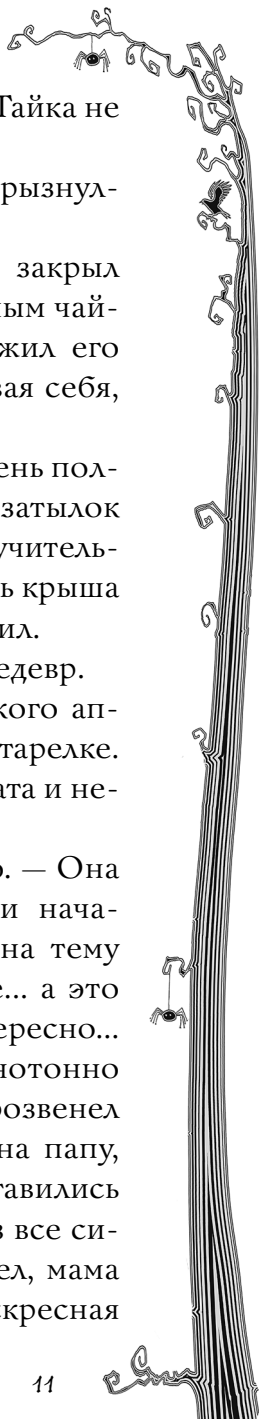 Тайка не
рызнул-
закрыл
ным чай-
жил его
вая себя,
ень пол-
затылок
учитель-
ь крыша
ил.
едевр.
кого ап-
тарелке.
ата и не-
о. — Она
и нача-
на тему
е... а это
ересно...
нотонно
розвенел
на папу,
тавились
в все си-
ел, мама
кресная
11